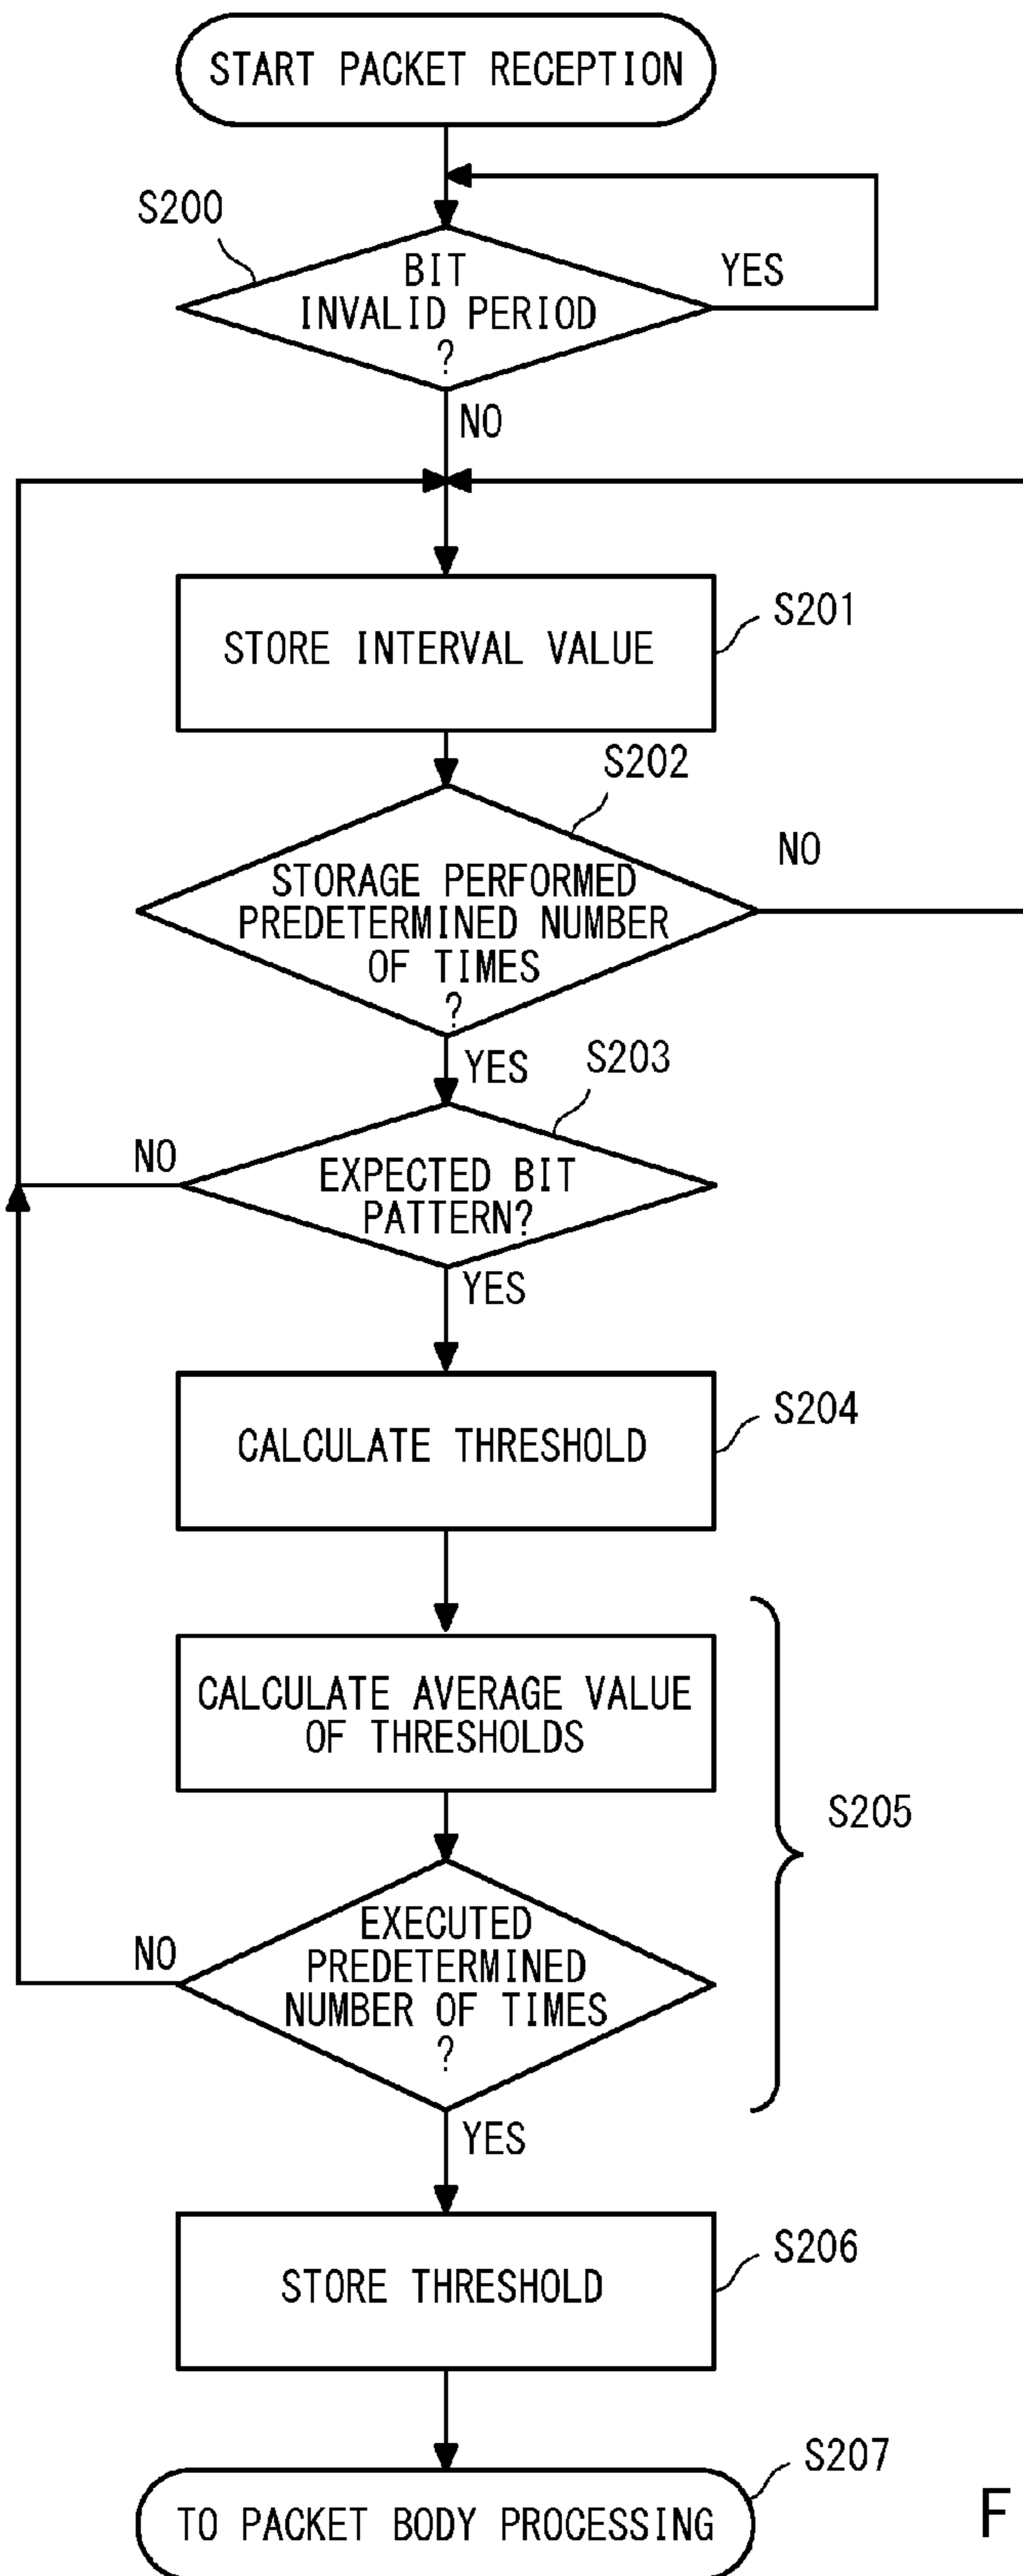 START PACKET RECEPTION
S200
BIT
INVALID PERIOD
?
YES
NO
STORE INTERVAL VALUE
S201
S202
STORAGE PERFORMED
PREDETERMINED NUMBER
OF TIMES
?
NO
YES
S203
EXPECTED BIT
PATTERN?
NO
YES
CALCULATE THRESHOLD
S204
CALCULATE AVERAGE VALUE
OF THRESHOLDS
S205
EXECUTED
PREDETERMINED
NUMBER OF TIMES
?
NO
YES
STORE THRESHOLD
S206
TO PACKET BODY PROCESSING
S207
F